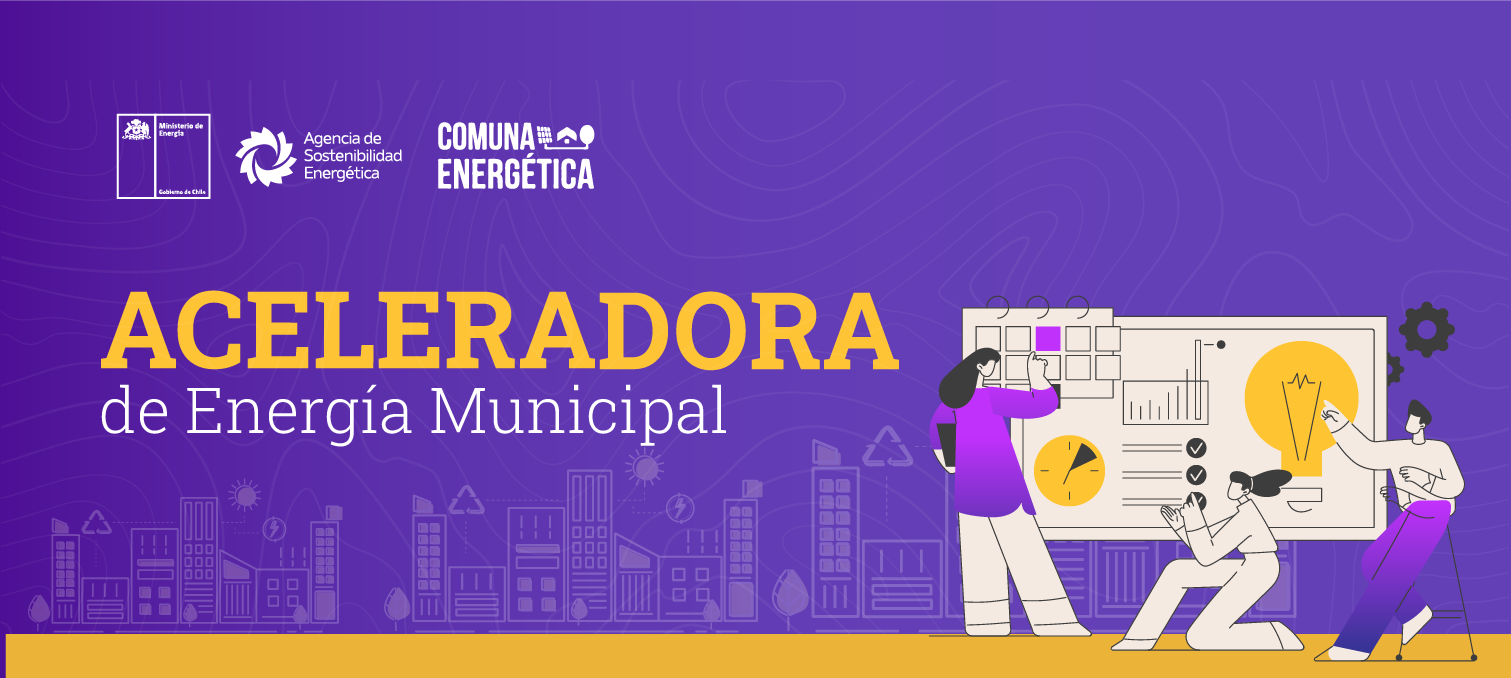 Ministerio de
Energía
Gobierno de Chile
Agencia de
Sostenibilidad
Energética
COMUNA
ENERGÉTICA
ACELERADORA
de Energía Municipal